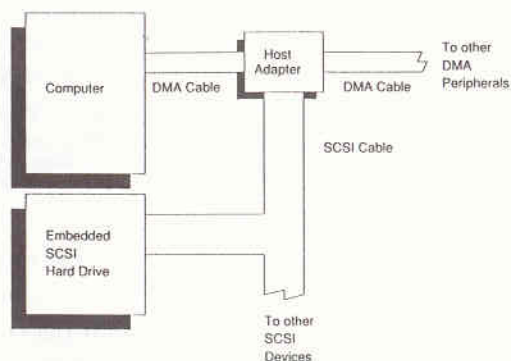 Computer
DMA Cable
Host
Adapter
DMA Cable
To other
DMA
Peripherals
SCSI Cable
Embedded
SCSI
Hard Drive
To other
SCSI
Devices